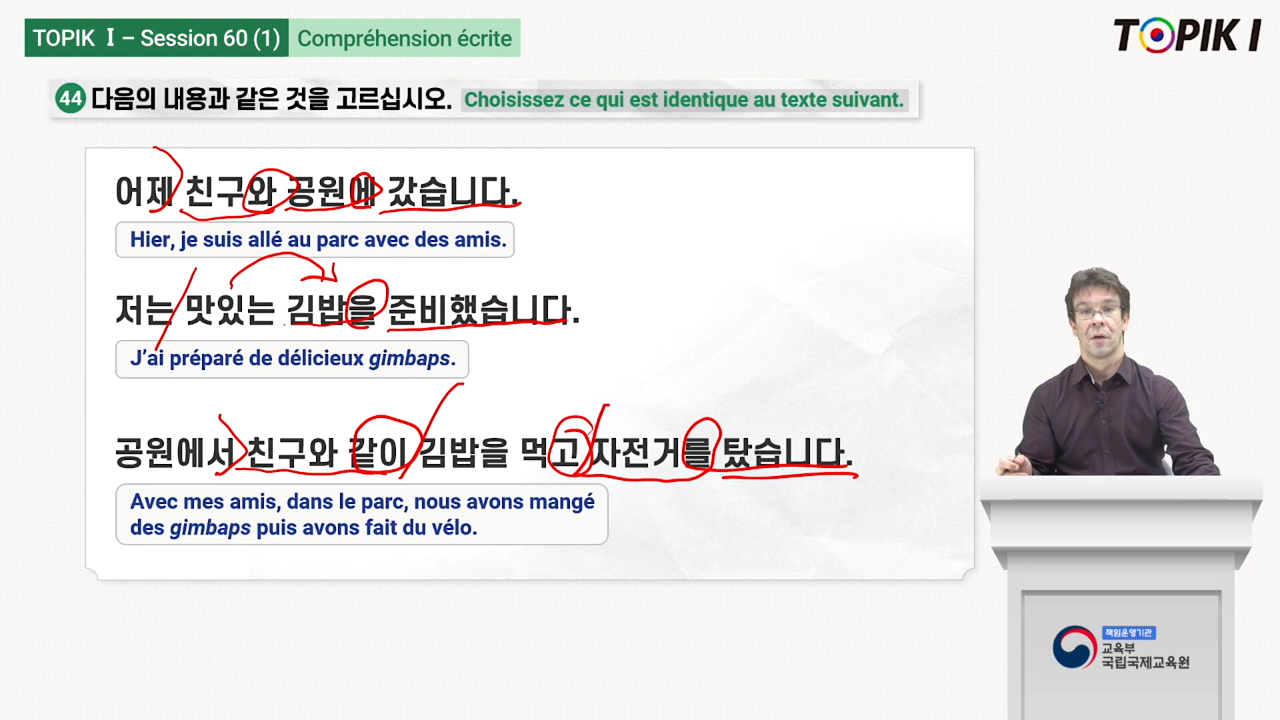 TOPIK Ⅰ – Session 60 (1) Compréhension écrite
TOPIK I
44 다음의 내용과 같은 것을 고르십시오. Choisissez ce qui est identique au texte suivant.
어제 친구와 공원에 갔습니다.
Hier, je suis allé au parc avec des amis.
저는 맛있는 김밥을 준비했습니다.
J’ai préparé de délicieux gimbaps.
공원에서 친구와 같이 김밥을 먹고 자전거를 탔습니다.
Avec mes amis, dans le parc, nous avons mangé
des gimbaps puis avons fait du vélo.
책임운영기관
교육부
국립국제교육원